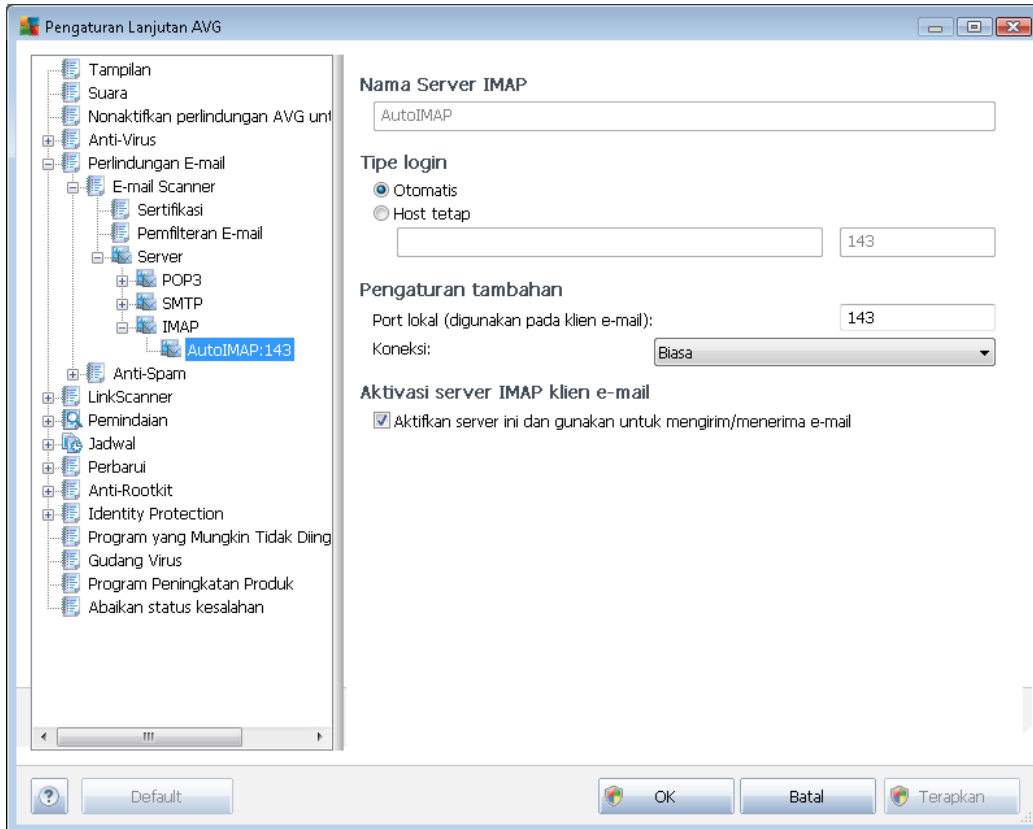 Pengaturan Lanjutan AVG
Tampilan
Suara
Nonaktifkan perlindungan AVG unt
Anti-Virus
Perlindungan E-mail
E-mail Scanner
Sertifikasi
Pemfilteran E-mail
Server
POP3
SMTP
IMAP
AutoIMAP:143
Anti-Spam
LinkScanner
Pemindaian
Jadwal
Perbarui
Anti-Rootkit
Identity Protection
Program yang Mungkin Tidak Diing
Gudang Virus
Program Peningkatan Produk
Abaikan status kesalahan
Nama Server IMAP
AutoIMAP
Tipe login
Otomatis
Host tetap
143
Pengaturan tambahan
Port lokal (digunakan pada klien e-mail): 143
Koneksi: Biasa
Aktivasi server IMAP klien e-mail
Aktifkan server ini dan gunakan untuk mengirim/menerima e-mail
? Default OK Batal Terapkan